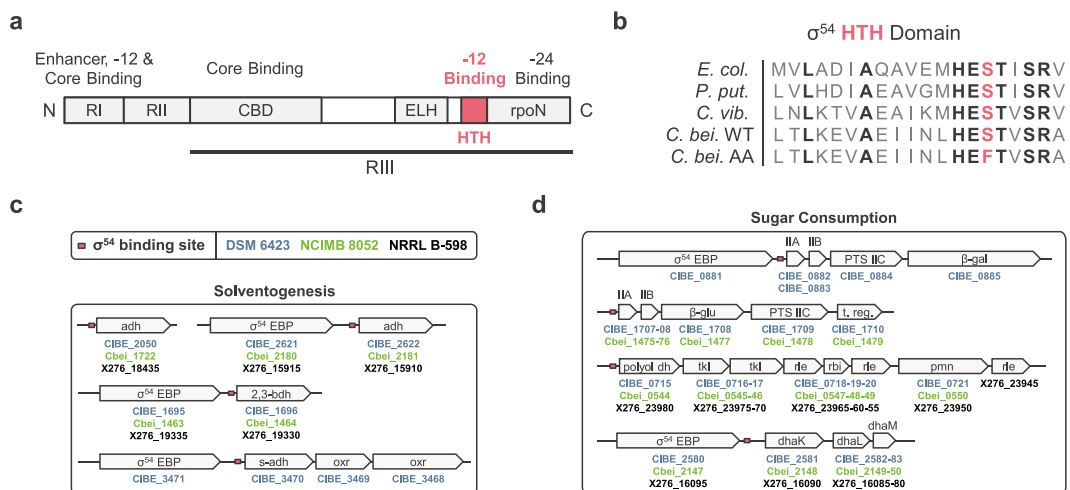 a
Enhancer, -12 &
Core Binding
Core Binding
-12
Binding
-24
Binding
N
RI
RII
CBD
ELH
rpoN
C
HTH
RIII
b
σ54 HTH Domain
E. col. MVLADIAQAVEMHESTISRV
P. put. LVLHDIAEAVGMHESTISRV
C. vib. LNLKTVAEAIKMHESTVSRV
C. bei. WT LTLKEVAEIINLHESTVSRA
C. bei. AA LTLKEVAEIINLHEFTVSRA
c
σ54 binding site
DSM 6423 NCIMB 8052 NRRL B-598
Solventogenesis
adh
CIBE_2050
Cbei_1722
X276_18435
σ54 EBP
adh
CIBE_2621
CIBE_2622
Cbei_2180
Cbei_2181
X276_15915
X276_15910
σ54 EBP
2,3-bdh
CIBE_1695
CIBE_1696
Cbei_1463
Cbei_1464
X276_19335
X276_19330
σ54 EBP
s-adh
oxr
oxr
CIBE_3471
CIBE_3470
CIBE_3469
CIBE_3468
d
Sugar Consumption
IIA
IIB
σ54 EBP
PTS IIC
β-gal
CIBE_0881
CIBE_0882
CIBE_0883
CIBE_0884
CIBE_0885
IIA
IIB
β-glu
PTS IIC
t. reg.
CIBE_1707-08
CIBE_1708
CIBE_1709
CIBE_1710
Cbei_1475-76
Cbei_1477
Cbei_1478
Cbei_1479
polyol dh
tkl
tkl
rle
rbi
rle
pmn
rle
CIBE_0715
CIBE_0716-17
CIBE_0718-19-20
CIBE_0721
X276_23945
Cbei_0544
Cbei_0545-46
Cbei_0547-48-49
Cbei_0550
X276_23980
X276_23975-70
X276_23965-60-55
X276_23950
dhaM
σ54 EBP
dhaK
dhaL
CIBE_2580
CIBE_2581
CIBE_2582-83
Cbei_2147
Cbei_2148
Cbei_2149-50
X276_16095
X276_16090
X276_16085-80